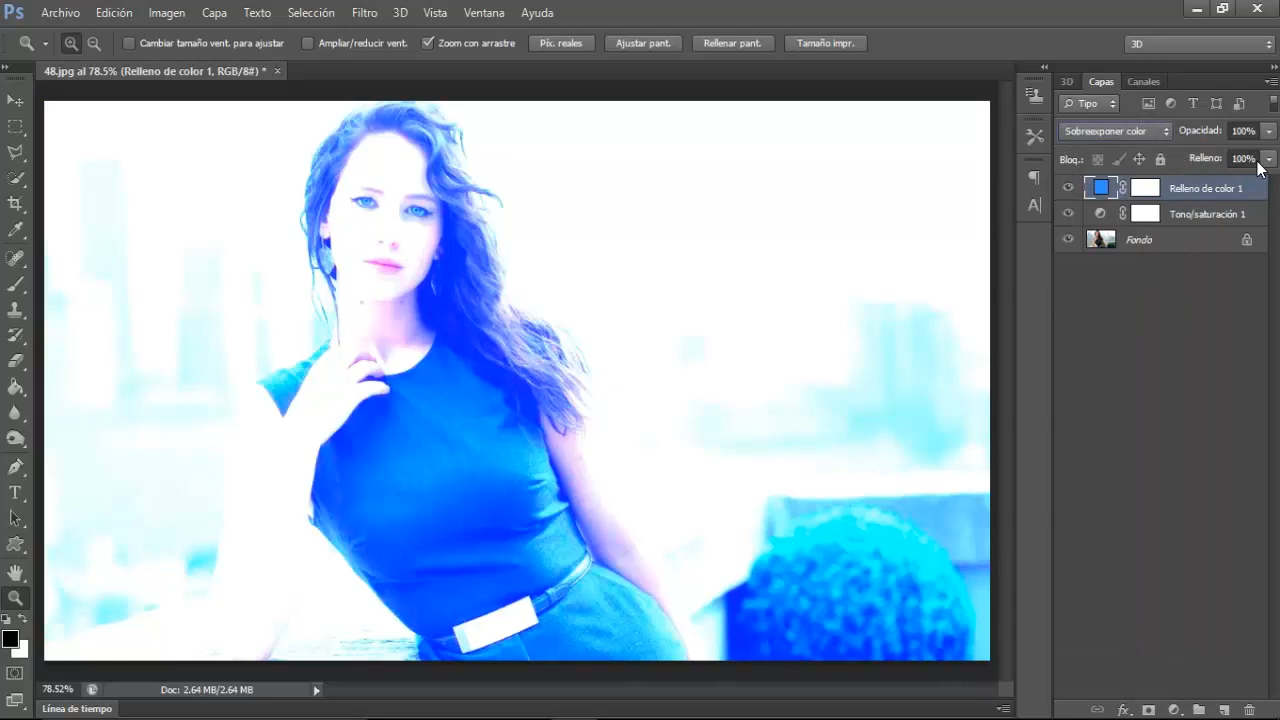 Ps Archivo Edición Imagen Capa Texto Selección Filtro 3D Vista Ventana Ayuda
Cambiar tamaño vent. para ajustar Ampliar/reducir vent. Zoom con arrastre Píx. reales Ajustar pant. Rellenar pant. Tamaño impr. 3D
48.jpg al 78.5% (Relleno de color 1, RGB/8#) * ×
3D Capas Canales
Tipo
Sobreexponer color Opacidad: 100%
Bloq.: Relleno: 100%
Relleno de color 1
Tono/saturación 1
Fondo
78.52% Doc: 2.64 MB/2.64 MB
Línea de tiempo